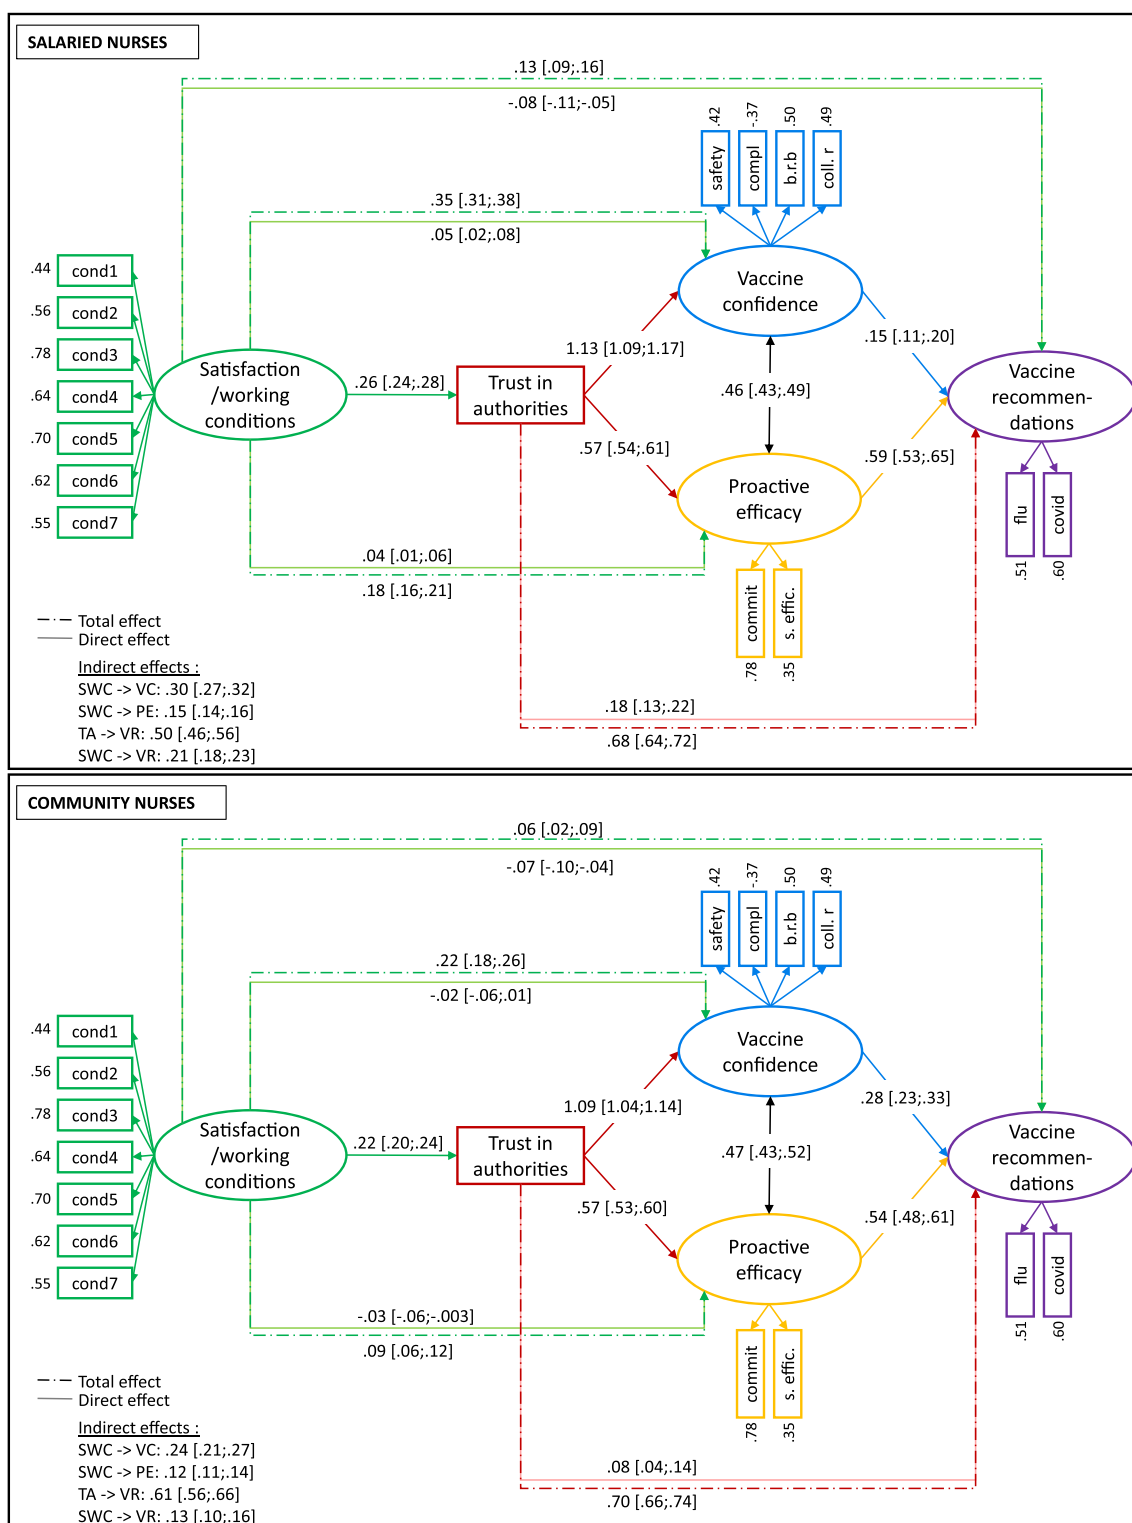 SALARIED NURSES
.13 [.09;.16]
-.08 [-.11;-.05]
.42
-.37
.50
.49
safety
compl
b.r.b
coll. r
.35 [.31;.38]
.05 [.02;.08]
.44
cond1
.56
cond2
.78
cond3
.64
cond4
.70
cond5
.62
cond6
.55
cond7
Satisfaction
/working
conditions
.26 [.24;.28]
Trust in
authorities
1.13 [1.09;1.17]
.57 [.54;.61]
Vaccine
confidence
.46 [.43;.49]
Proactive
efficacy
.15 [.11;.20]
.59 [.53;.65]
Vaccine
recommen-
dations
flu
covid
.51
.60
.04 [.01;.06]
.18 [.16;.21]
commit
s. effic.
.78
.35
.18 [.13;.22]
.68 [.64;.72]
Total effect
Direct effect
Indirect effects :
SWC -> VC: .30 [.27;.32]
SWC -> PE: .15 [.14;.16]
TA -> VR: .50 [.46;.56]
SWC -> VR: .21 [.18;.23]
COMMUNITY NURSES
.06 [.02;.09]
-.07 [-.10;-.04]
.42
-.37
.50
.49
safety
compl
b.r.b
coll. r
.22 [.18;.26]
-.02 [-.06;.01]
.44
cond1
.56
cond2
.78
cond3
.64
cond4
.70
cond5
.62
cond6
.55
cond7
Satisfaction
/working
conditions
.22 [.20;.24]
Trust in
authorities
1.09 [1.04;1.14]
.57 [.53;.60]
Vaccine
confidence
.47 [.43;.52]
Proactive
efficacy
.28 [.23;.33]
.54 [.48;.61]
Vaccine
recommen-
dations
flu
covid
.51
.60
-.03 [-.06;-.003]
.09 [.06;.12]
commit
s. effic.
.78
.35
.08 [.04;.14]
.70 [.66;.74]
Total effect
Direct effect
Indirect effects :
SWC -> VC: .24 [.21;.27]
SWC -> PE: .12 [.11;.14]
TA -> VR: .61 [.56;.66]
SWC -> VR: .13 [.10;.16]